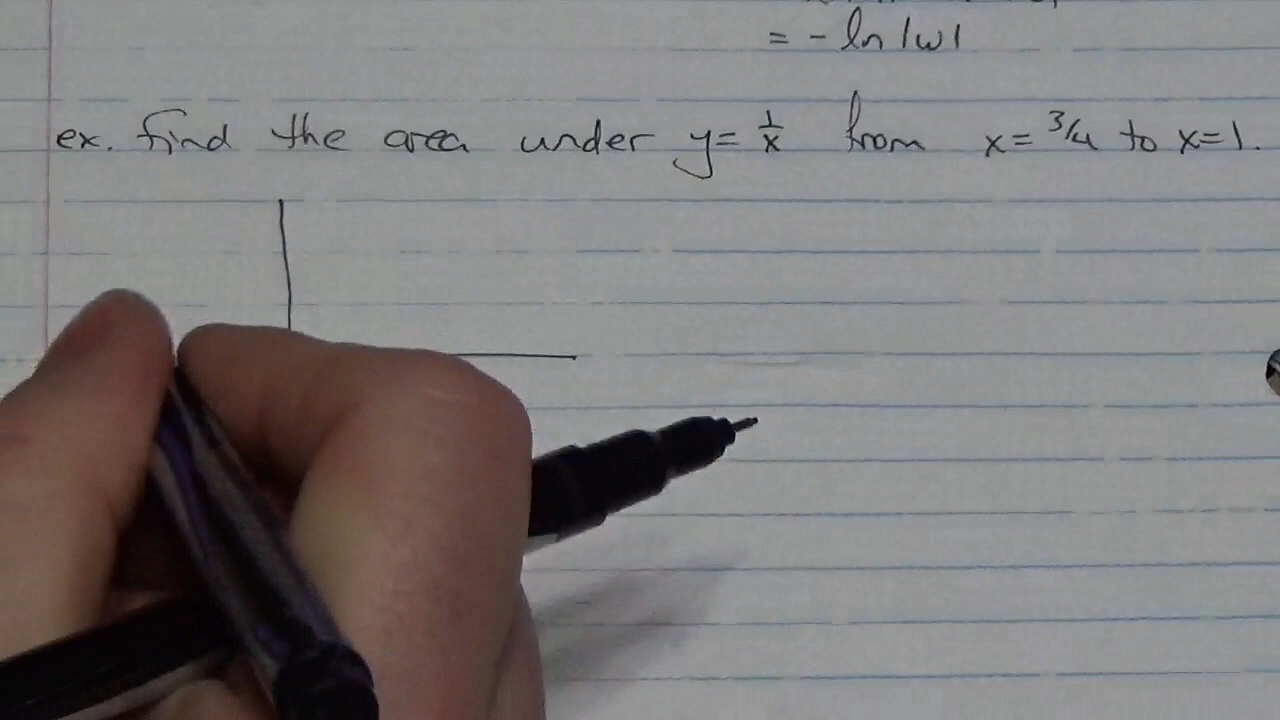 = - ln |w|
ex. find the area under y= 1/x from x= 3/4 to x=1.